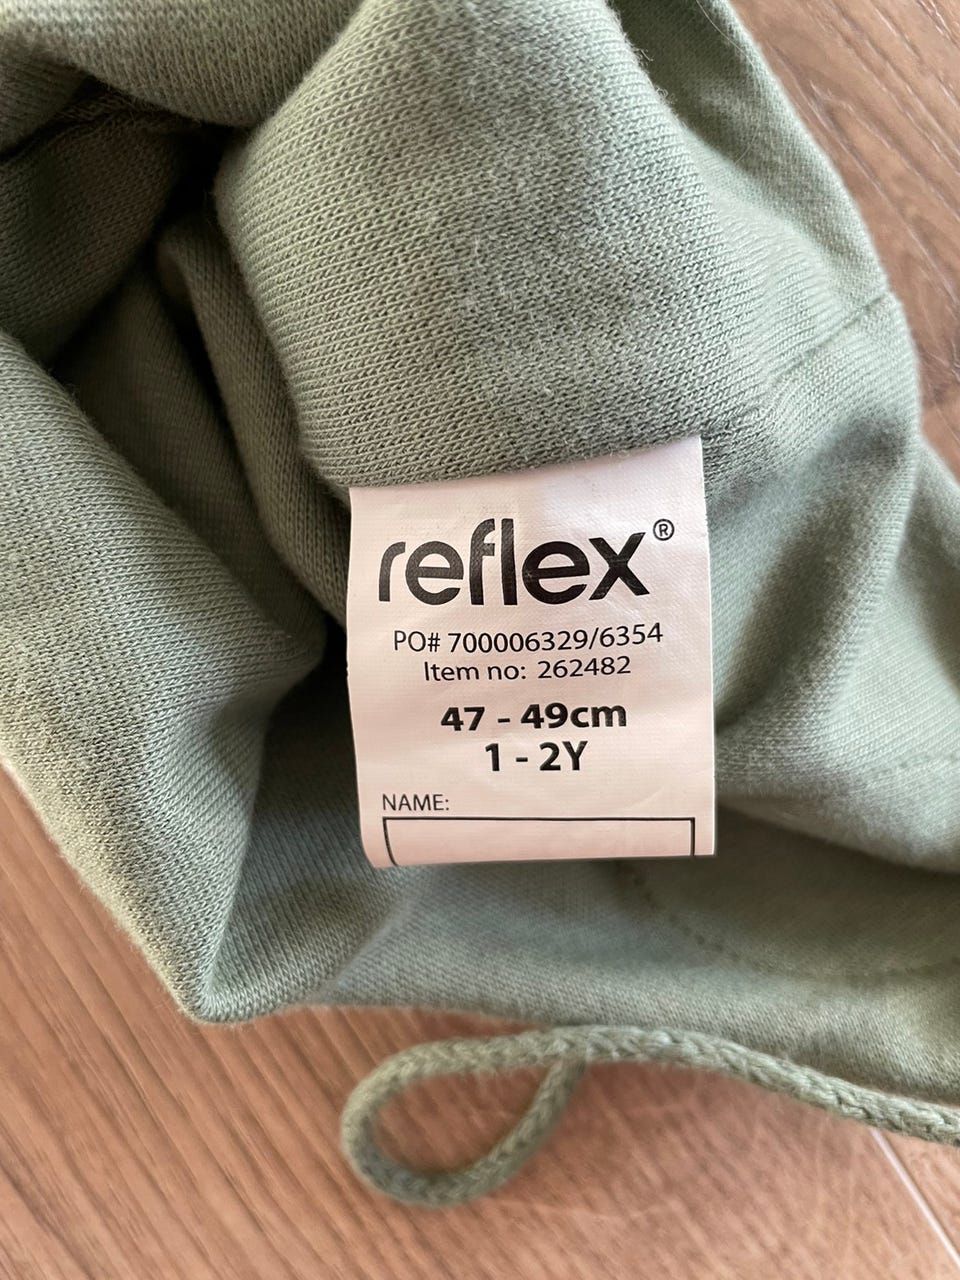 reflex®
PO# 700006329/6354
Item no: 262482
47 - 49cm
1 - 2Y
NAME: